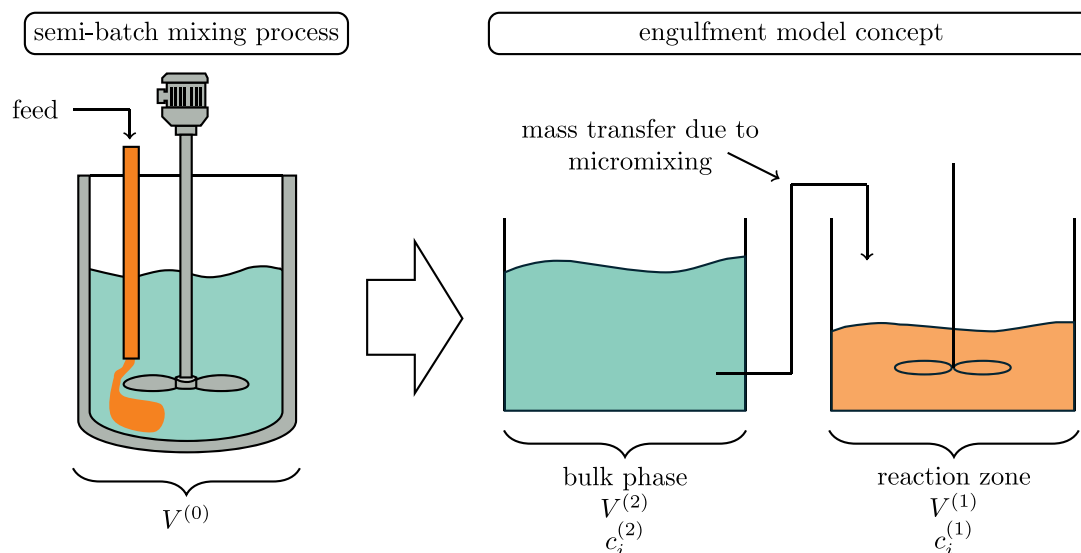 semi-batch mixing process
engulfment model concept
feed
mass transfer due to
micromixing
V^{(0)}
bulk phase
V^{(2)}
c_i^{(2)}
reaction zone
V^{(1)}
c_i^{(1)}